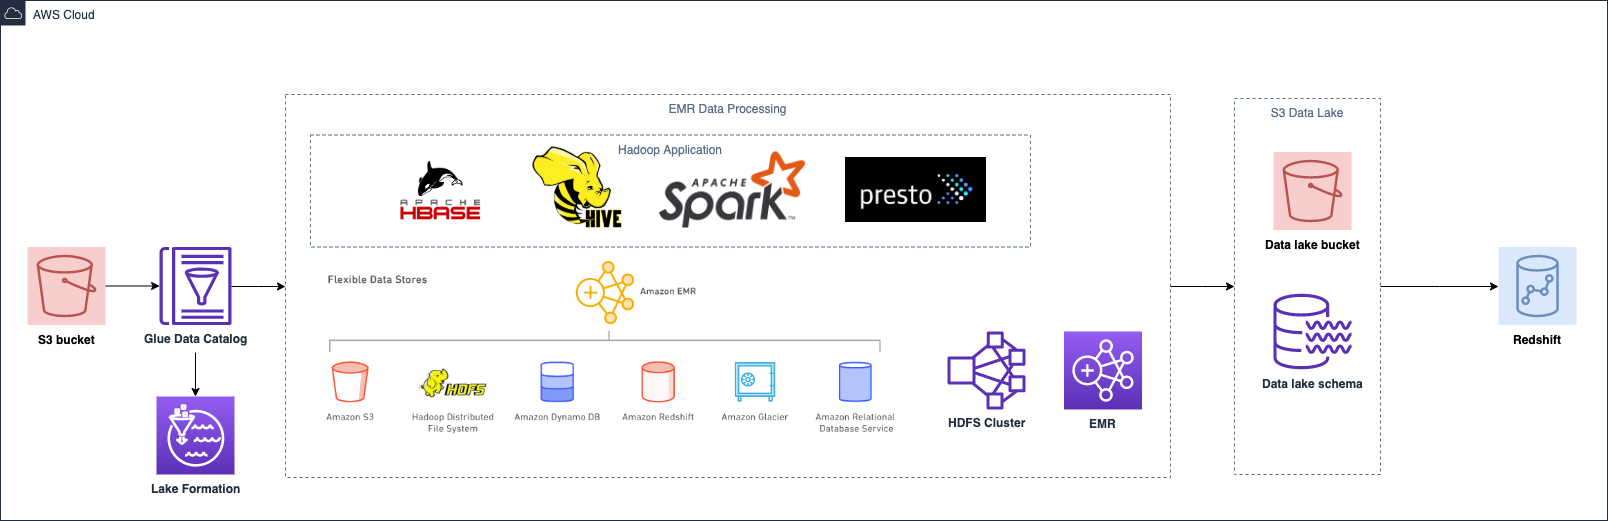 AWS Cloud
EMR Data Processing
S3 Data Lake
Hadoop Application
APACHE
HBASE
HIVE
APACHE
Spark™
presto
Data lake bucket
Flexible Data Stores
Amazon EMR
S3 bucket
Glue Data Catalog
Redshift
HDFS
Amazon S3
Hadoop Distributed
File System
Amazon Dynamo DB
Amazon Redshift
Amazon Glacier
Amazon Relational
Database Service
HDFS Cluster
EMR
Data lake schema
Lake Formation